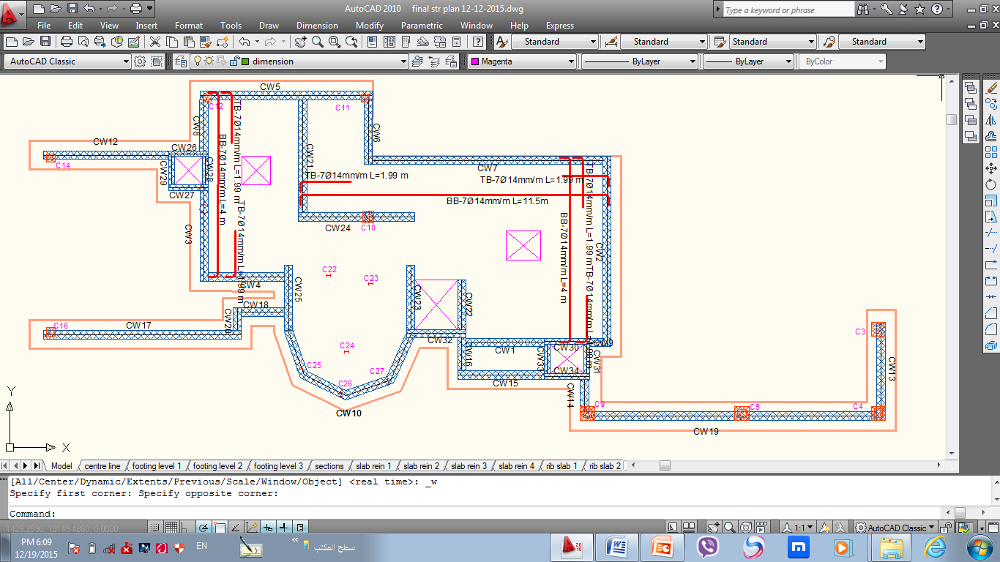 AutoCAD 2010 final str plan 12-12-2015.dwg
Type a keyword or phrase
File Edit View Insert Format Tools Draw Dimension Modify Parametric Window Help Express
Standard Standard Standard Standard
AutoCAD Classic dimension Magenta ByLayer ByLayer ByColor
CW5
C12
C11
CW8
CW6
CW12
CW26
C14
CW29
CW28
CW27
CW21
CW7
TB-7Ø14mm/m L=1.99 m
TB-7Ø14mm/m L=1.99 m
BB-7Ø14mm/m L=11.5m
TB-7Ø14mm/m L=1.99 m
BB-7Ø14mm/m L=4 m
TB-7Ø14mm/m L=1.99 m
TB-7Ø14mm/m L=1.99 m
BB-7Ø14mm/m L=4 m
TB-7Ø14mm/m L=1.99 m
CW2
CW24
C10
CW3
C22
C23
CW4
CW25
CW18
CW23
CW22
C16
CW17
CW20
CW32
C24
CW1
CW30
CW9
CW16
CW33
CW31
CW34
C25
C27
C26
CW15
CW14
CW10
C3
CW13
C9
C5
C4
CW19
Y
X
Model centre line footing level 1 footing level 2 footing level 3 sections slab rein 1 slab rein 2 slab rein 3 slab rein 4 rib slab 1 rib slab 2
[All/Center/Dynamic/Extents/Previous/Scale/Window/Object] <real time>: _w
Specify first corner: Specify opposite corner:
Command:
1429.2590, 10149.4860, 0.0000
1:1 AutoCAD Classic
PM 6:09
12/19/2015
EN
سطح المكتب